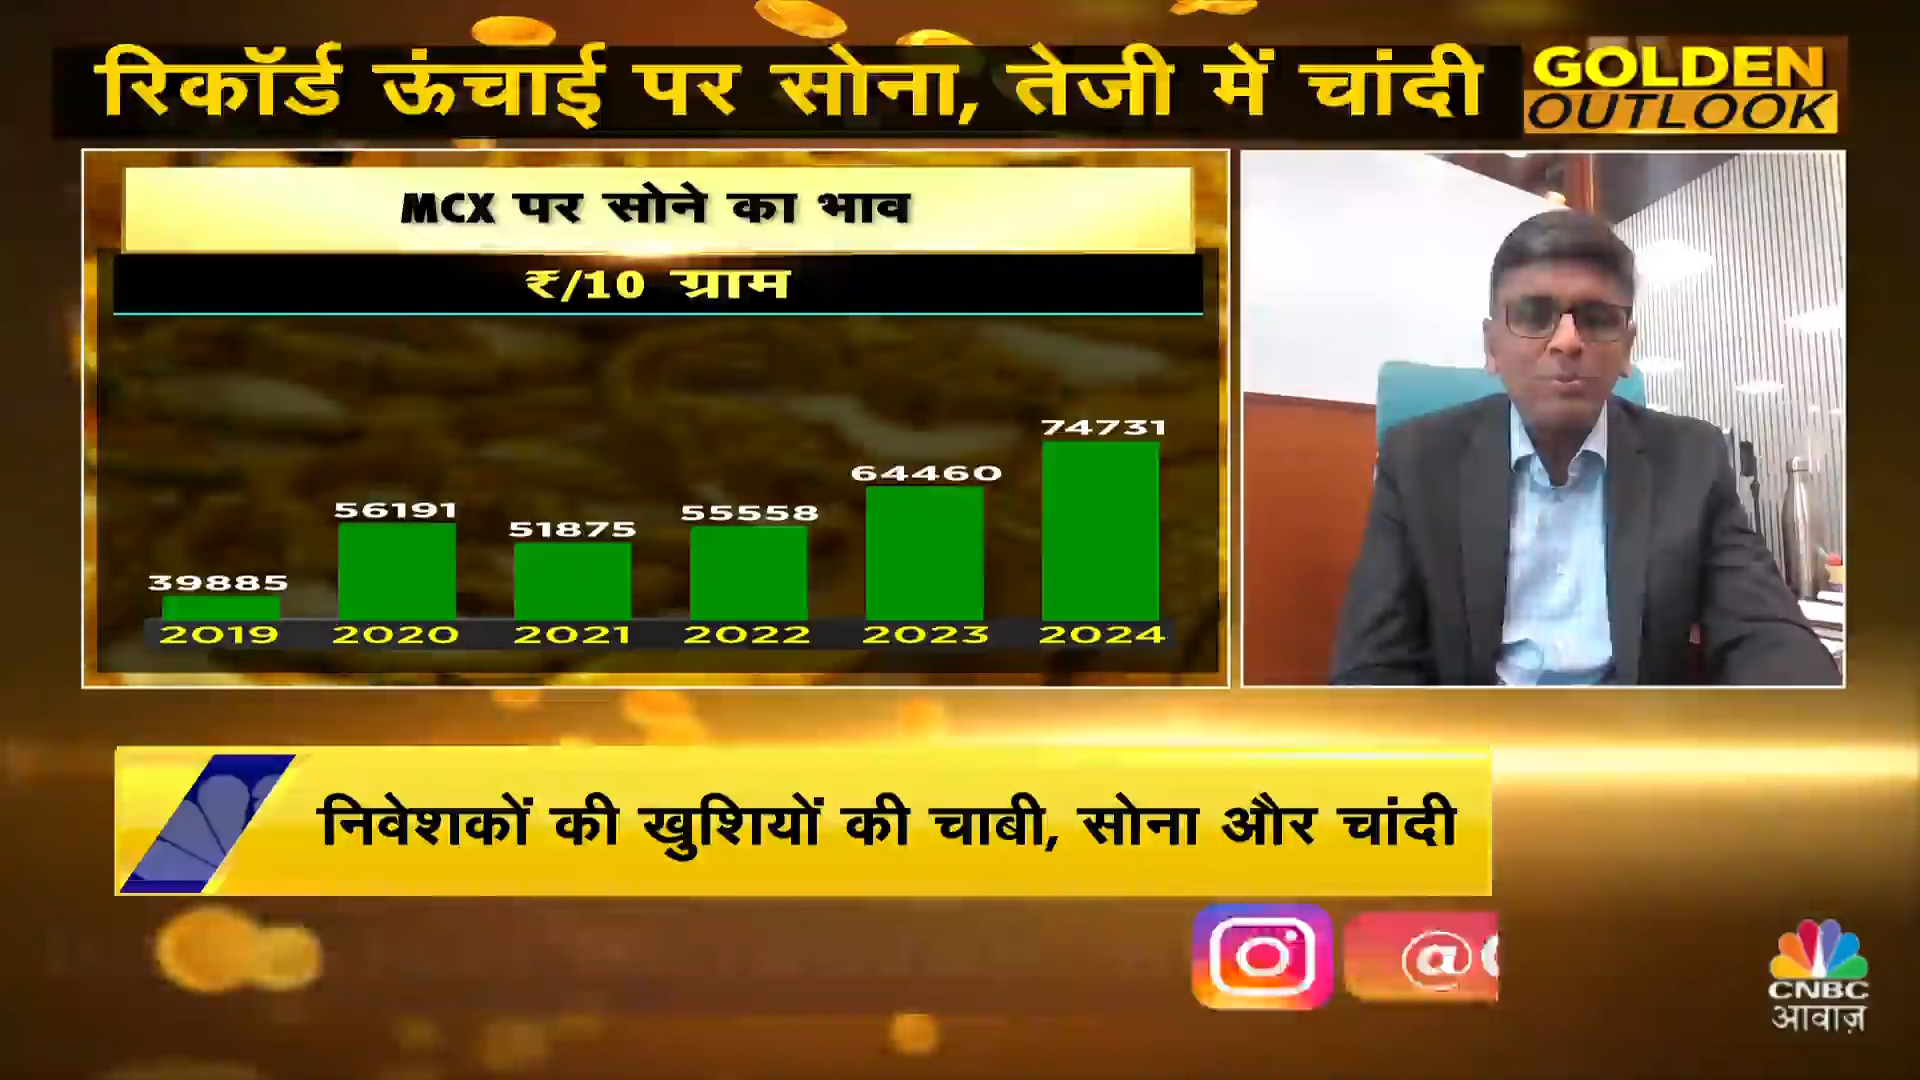 रिकॉर्ड ऊंचाई पर सोना, तेजी में चांदी
GOLDEN
OUTLOOK
MCX पर सोने का भाव
₹/10 ग्राम
39885
56191
51875
55558
64460
74731
2019
2020
2021
2022
2023
2024
निवेशकों की खुशियों की चाबी, सोना और चांदी
@
CNBC
आवाज़